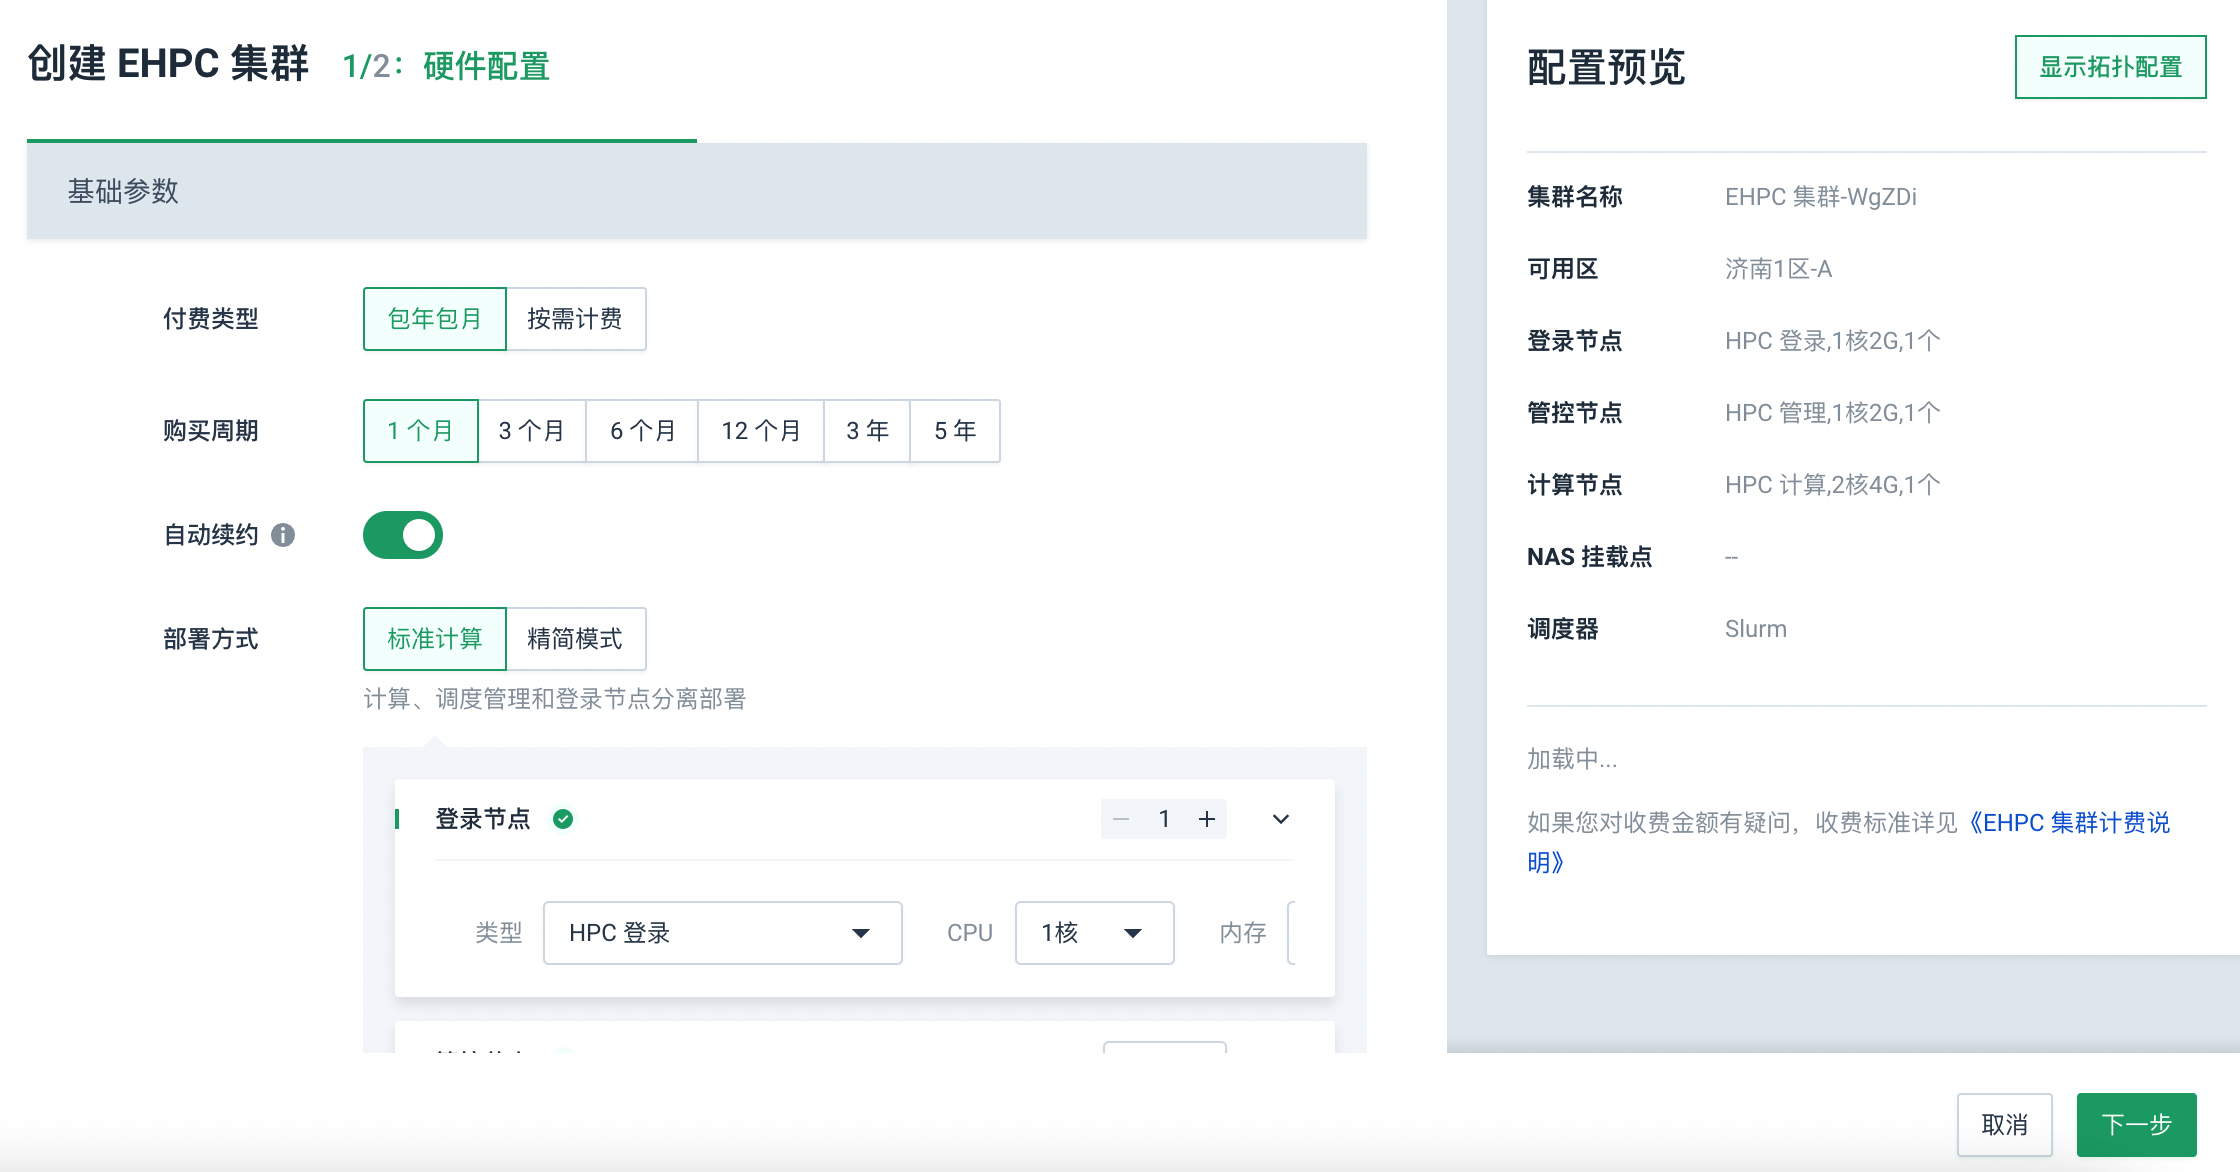 创建 EHPC 集群 1/2：硬件配置
基础参数
付费类型 包年包月 按需计费
购买周期 1 个月 3 个月 6 个月 12 个月 3 年 5 年
自动续约
部署方式 标准计算 精简模式
计算、调度管理和登录节点分离部署
登录节点 1
类型 HPC 登录 CPU 1核 内存
配置预览 显示拓扑配置
集群名称 EHPC 集群-WgZDi
可用区 济南1区-A
登录节点 HPC 登录,1核2G,1个
管控节点 HPC 管理,1核2G,1个
计算节点 HPC 计算,2核4G,1个
NAS 挂载点 --
调度器 Slurm
加载中...
如果您对收费金额有疑问，收费标准详见《EHPC 集群计费说
明》
取消 下一步